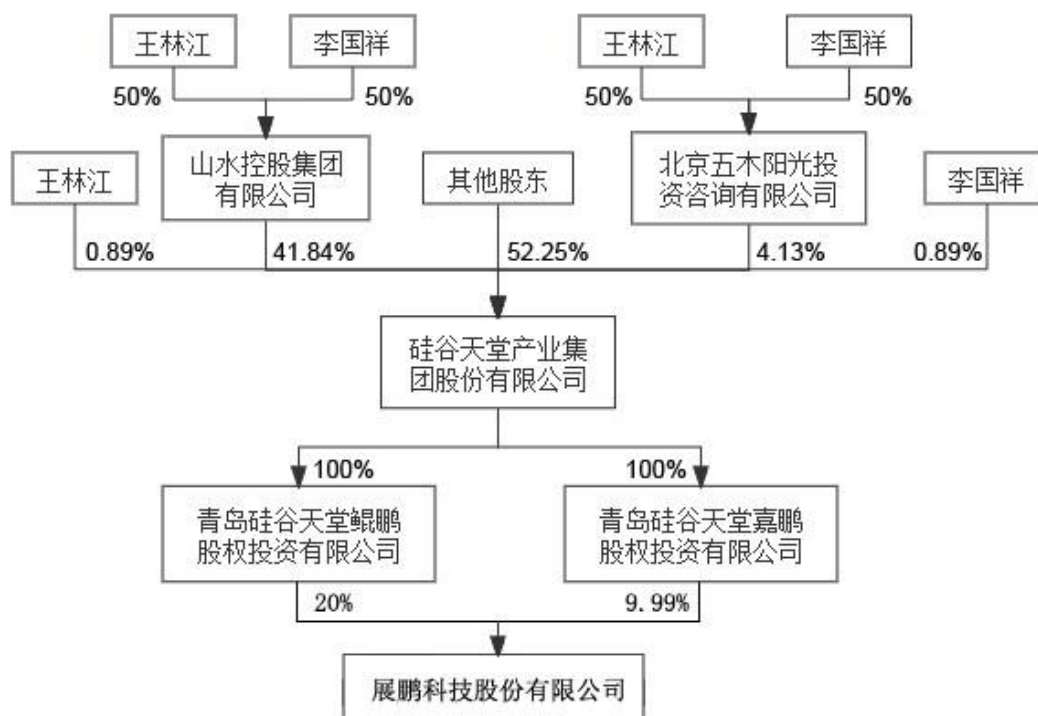 王林江
李国祥
王林江
李国祥
50%
50%
50%
50%
王林江
山水控股集团
有限公司
其他股东
北京五木阳光投
资咨询有限公司
李国祥
0.89%
41.84%
52.25%
4.13%
0.89%
硅谷天堂产业集
团股份有限公司
100%
100%
青岛硅谷天堂鲲鹏
股权投资有限公司
青岛硅谷天堂嘉鹏
股权投资有限公司
20%
9.99%
展鹏科技股份有限公司